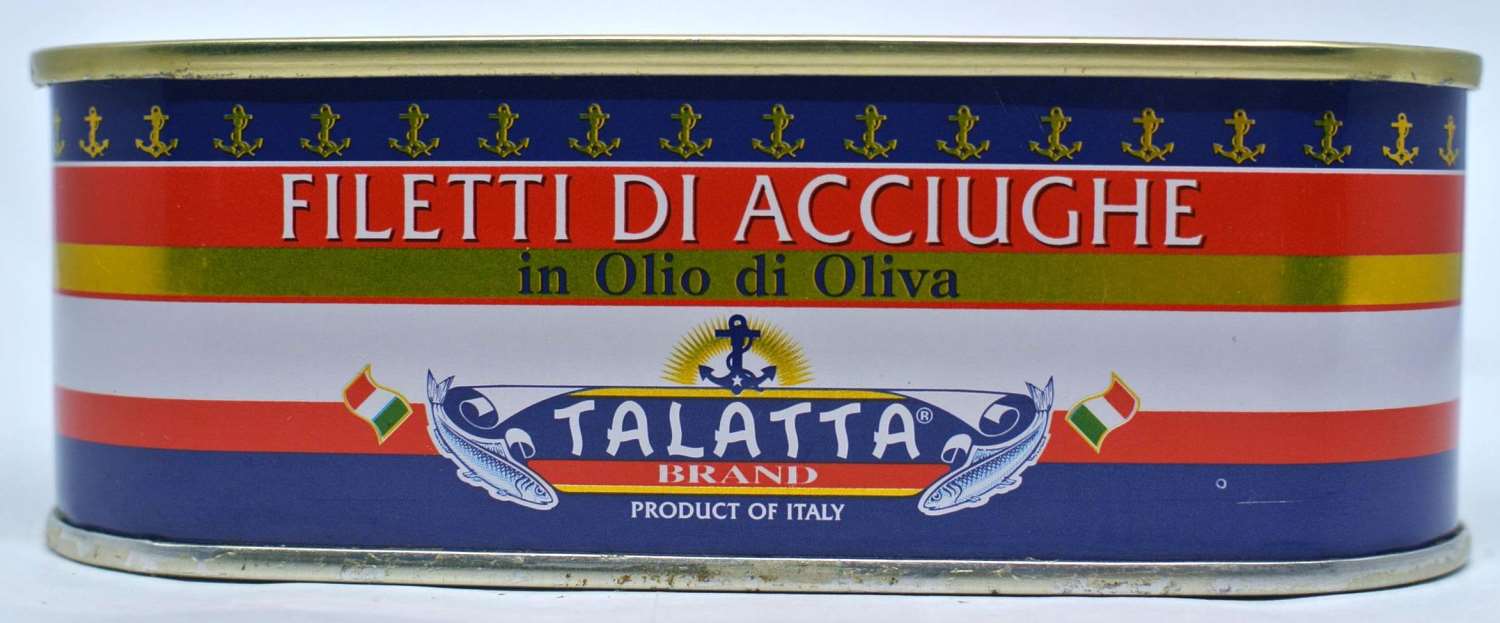 FILETTI DI ACCIUGHE
in Olio di Oliva
TALATTA®
BRAND
PRODUCT OF ITALY